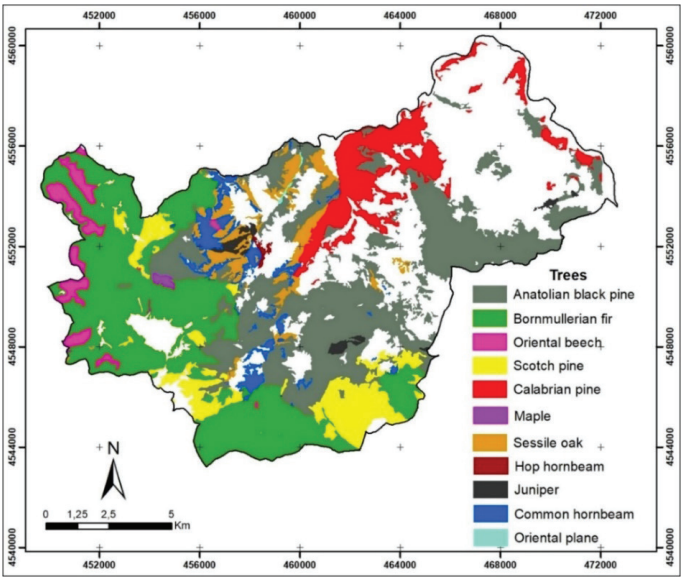 452000 456000 460000 464000 468000 472000
4560000 4560000
4556000 4556000
4552000 4552000
Trees
Anatolian black pine
Bornmullerian fir
Oriental beech
4548000 4548000
Scotch pine
Calabrian pine
Maple
Sessile oak
4544000 4544000
N
Hop hornbeam
Juniper
0 1,25 2,5 5
Km
Common hornbeam
Oriental plane
4540000 4540000
452000 456000 460000 464000 468000 472000